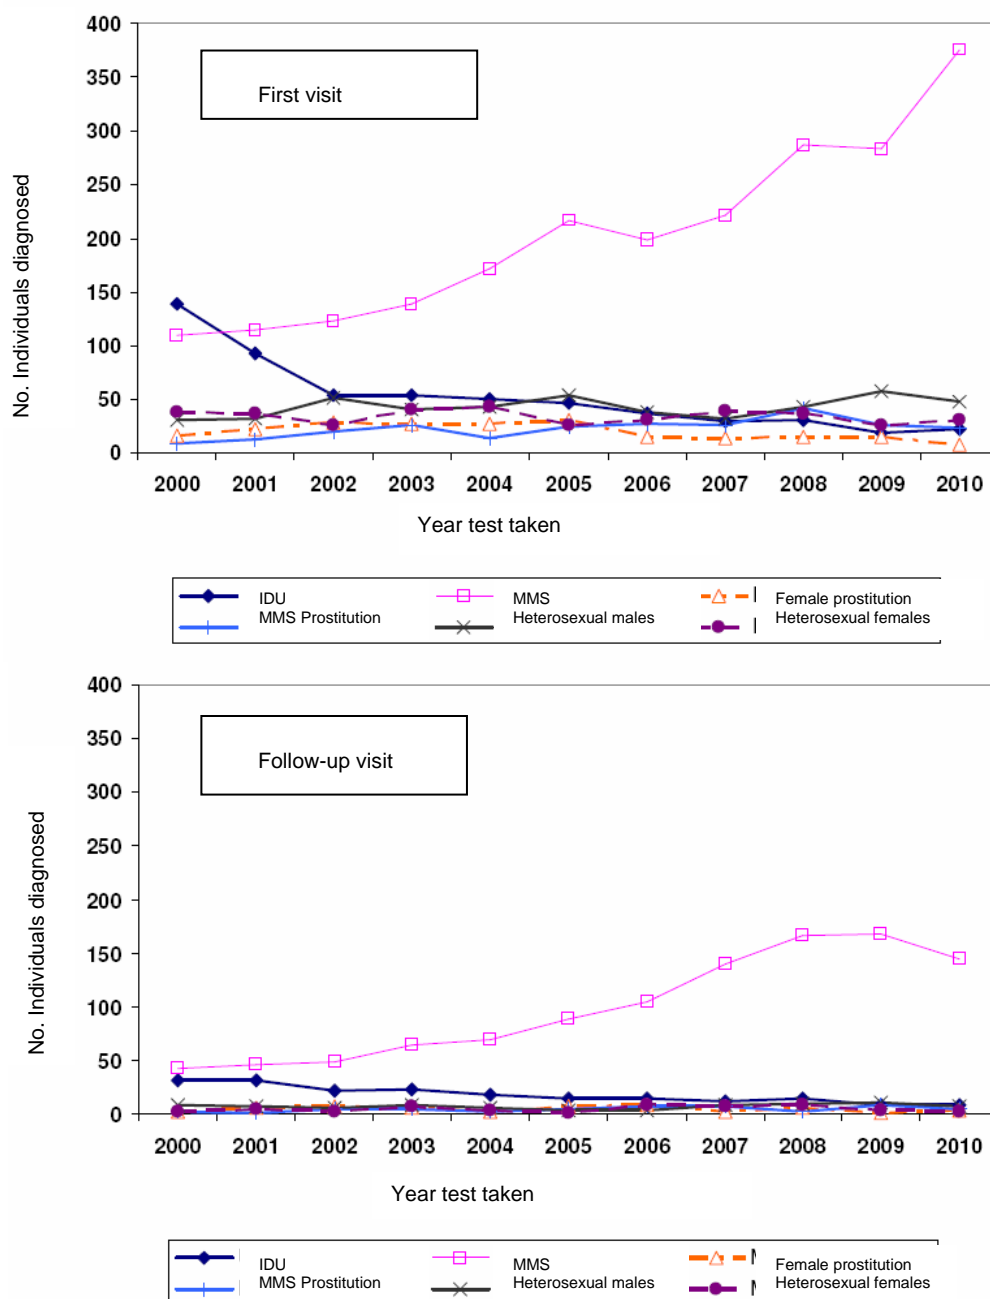 400
First visit
350
300
250
200
150
100
50
0
No. Individuals diagnosed
2000 2001 2002 2003 2004 2005 2006 2007 2008 2009 2010
Year test taken
IDU MMS Female prostitution
MMS Prostitution Heterosexual males Heterosexual females
400
350
Follow-up visit
300
250
200
150
100
50
0
No. Individuals diagnosed
2000 2001 2002 2003 2004 2005 2006 2007 2008 2009 2010
Year test taken
IDU MMS Female prostitution
MMS Prostitution Heterosexual males Heterosexual females